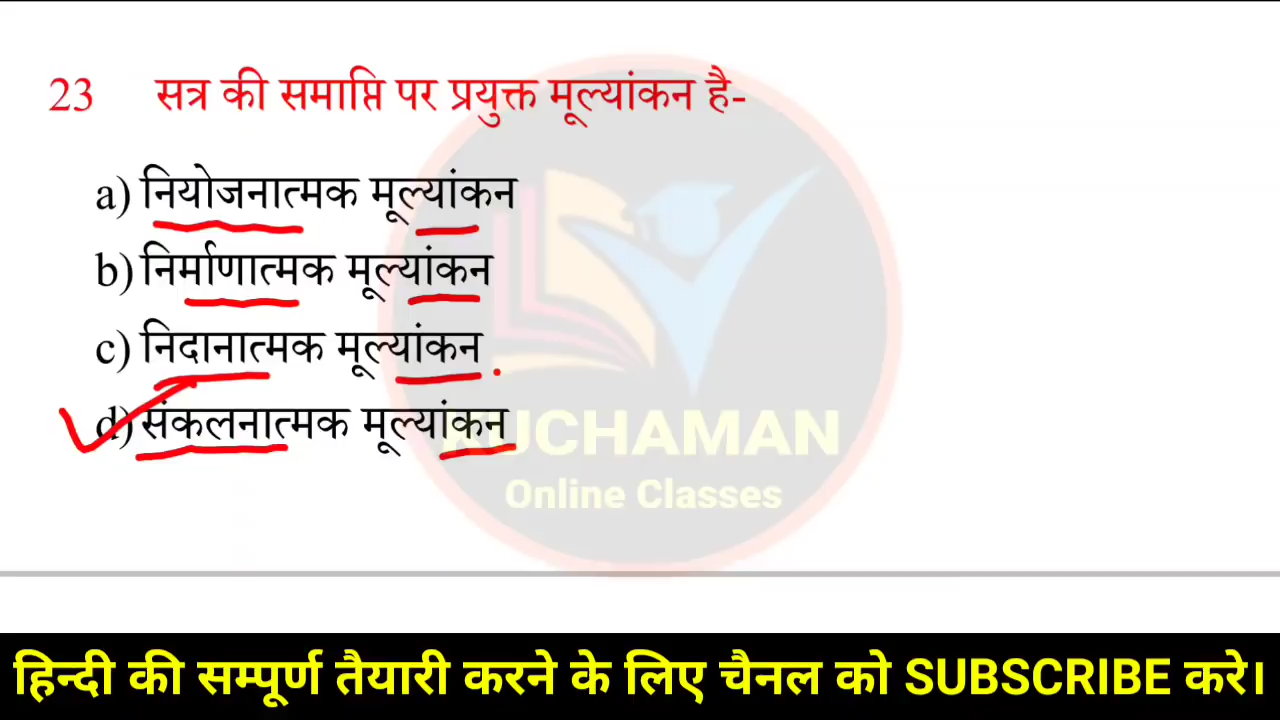 23 सत्र की समाप्ति पर प्रयुक्त मूल्यांकन है-
a) नियोजनात्मक मूल्यांकन
b) निर्माणात्मक मूल्यांकन
c) निदानात्मक मूल्यांकन
d) संकलनात्मक मूल्यांकन
KUCHAMAN
Online Classes
हिन्दी की सम्पूर्ण तैयारी करने के लिए चैनल को SUBSCRIBE करे।